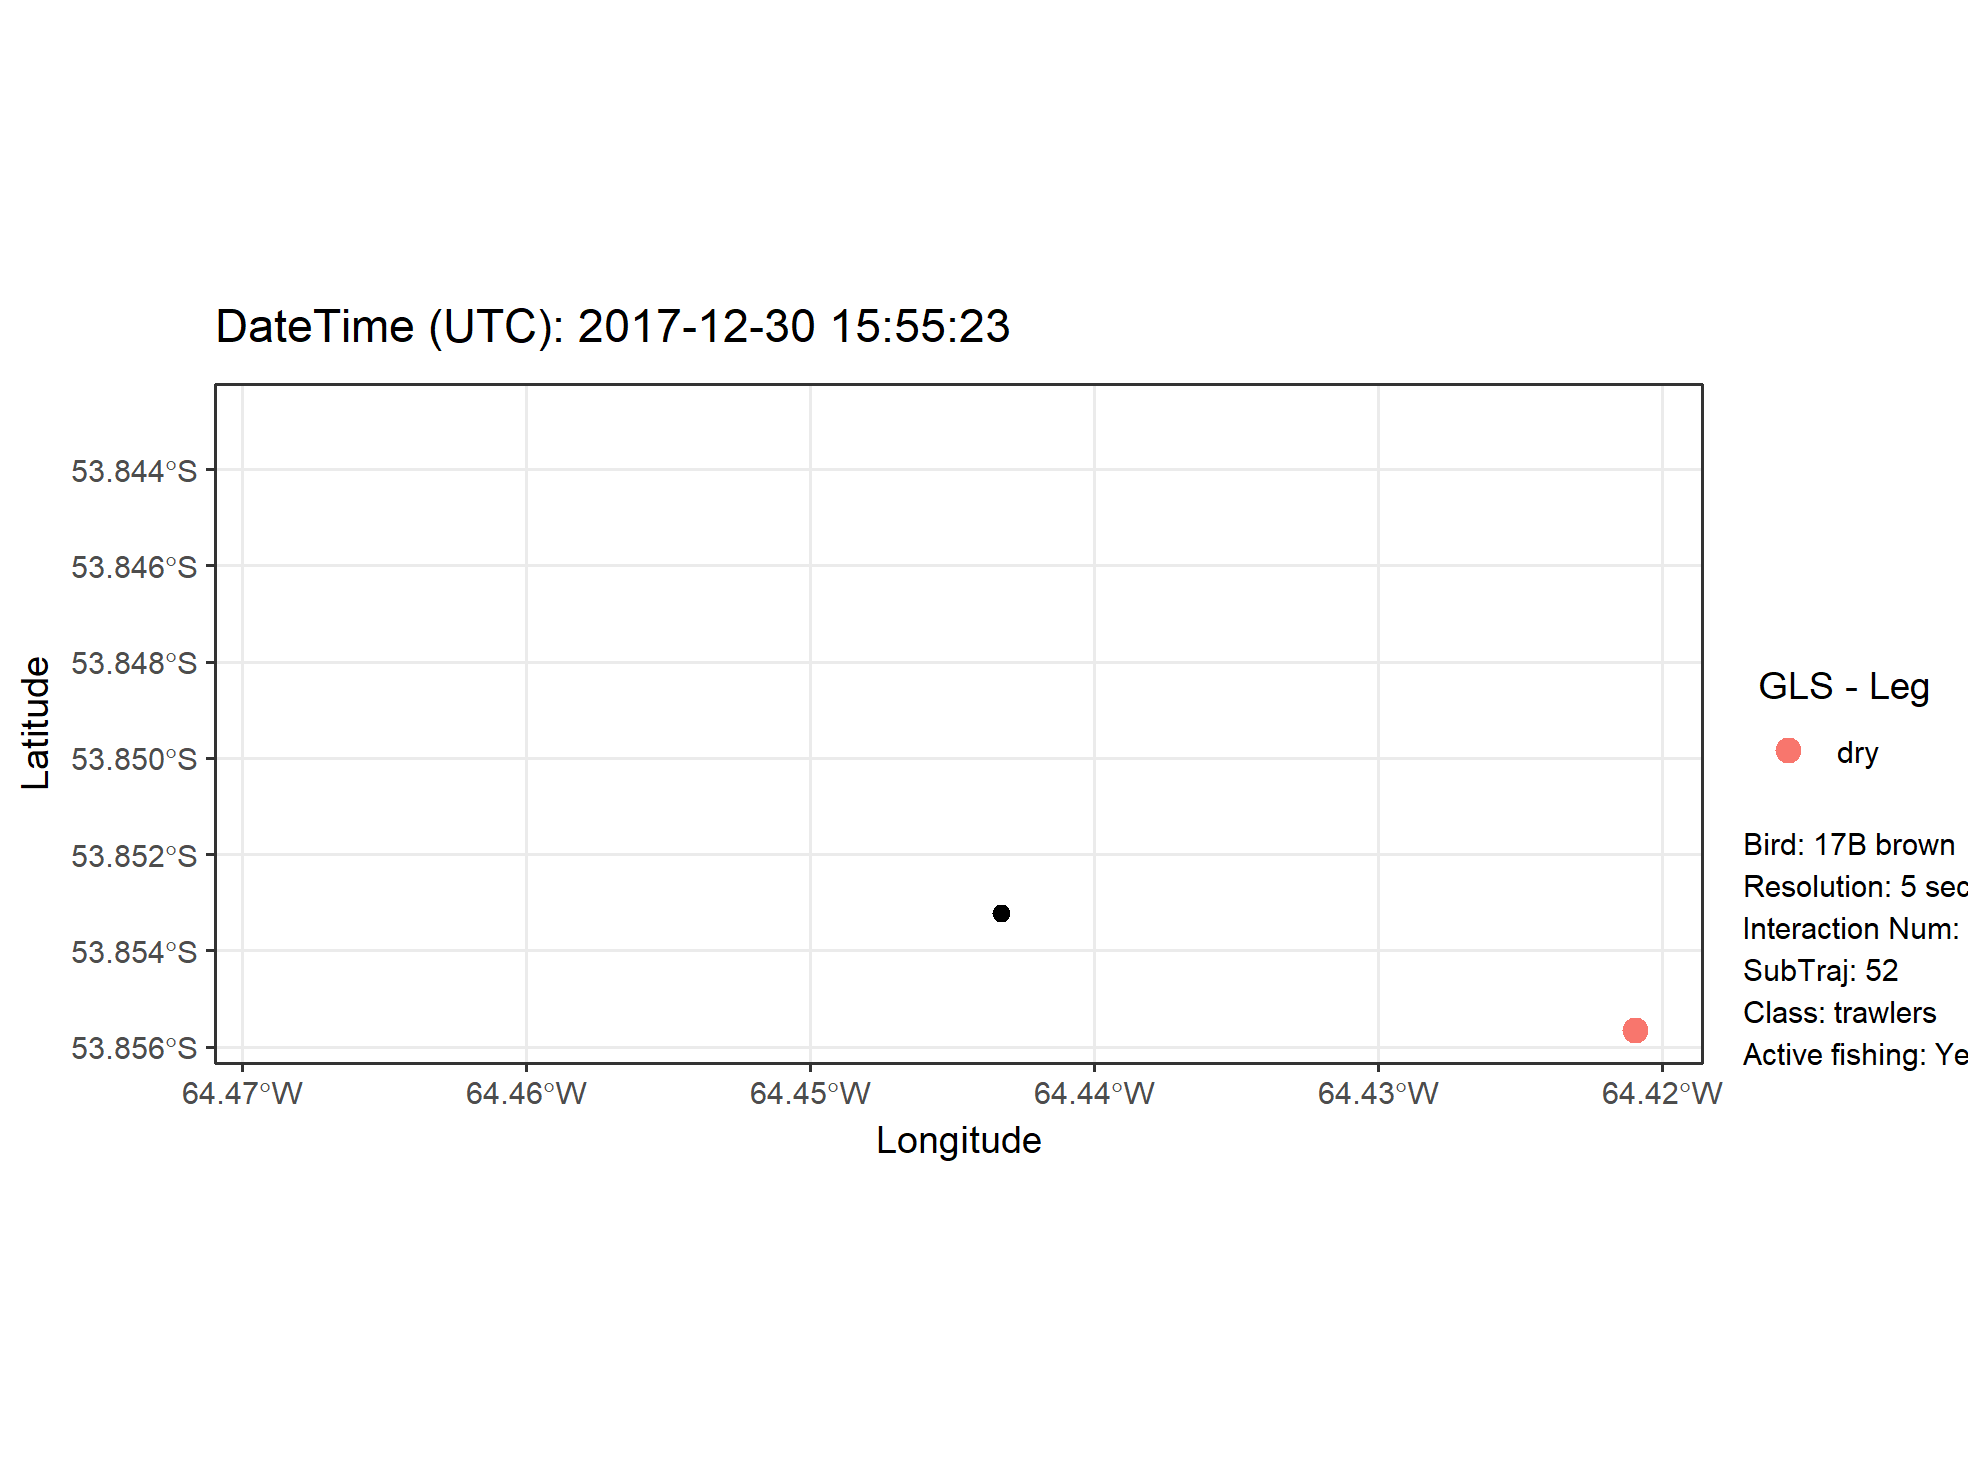 DateTime (UTC): 2017-12-30 15:55:23
53.844°S
53.846°S
53.848°S
53.850°S
53.852°S
53.854°S
53.856°S
Latitude
64.47°W
64.46°W
64.45°W
64.44°W
64.43°W
64.42°W
Longitude
GLS - Leg
dry
Bird: 17B brown
Resolution: 5 sec
Interaction Num:
SubTraj: 52
Class: trawlers
Active fishing: Ye